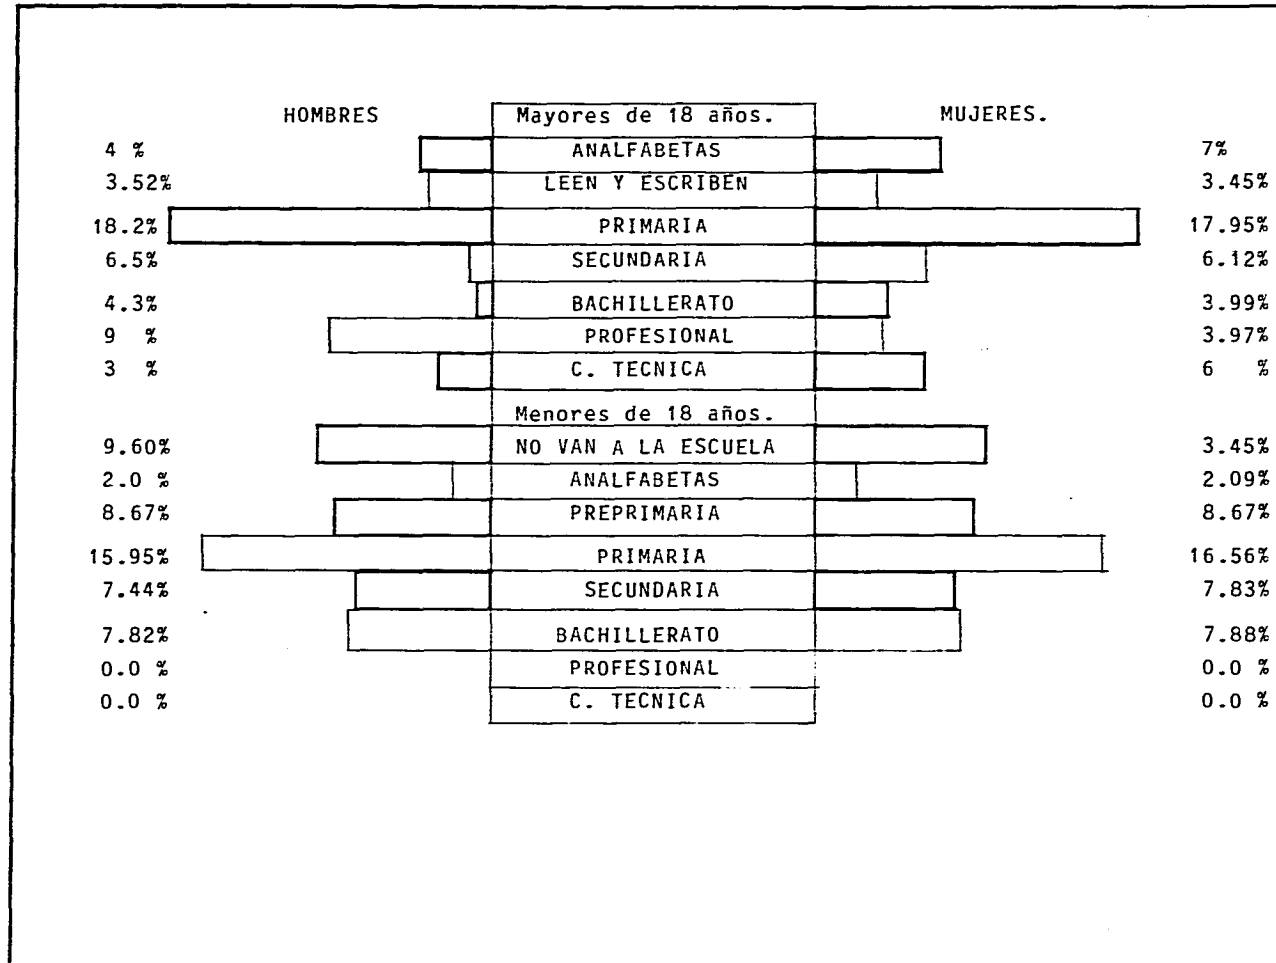 HOMBRES Mayores de 18 años. MUJERES.
4 % ANALFABETAS 7%
3.52% LEEN Y ESCRIBEN 3.45%
18.2% PRIMARIA 17.95%
6.5% SECUNDARIA 6.12%
4.3% BACHILLERATO 3.99%
9 % PROFESIONAL 3.97%
3 % C. TECNICA 6 %
Menores de 18 años.
9.60% NO VAN A LA ESCUELA 3.45%
2.0 % ANALFABETAS 2.09%
8.67% PREPRIMARIA 8.67%
15.95% PRIMARIA 16.56%
7.44% SECUNDARIA 7.83%
7.82% BACHILLERATO 7.88%
0.0 % PROFESIONAL 0.0 %
0.0 % C. TECNICA 0.0 %